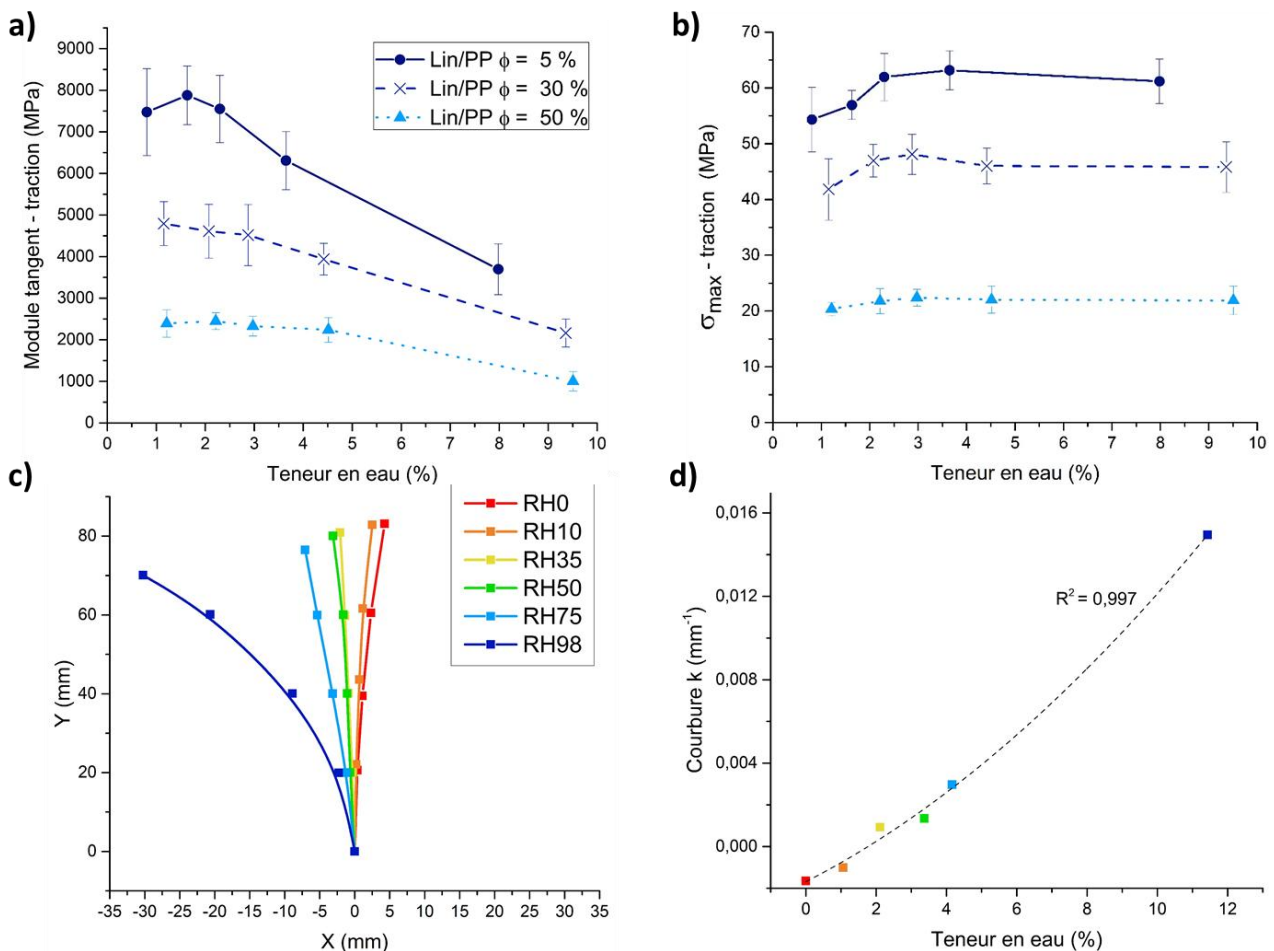 a)
9000
8000
7000
6000
5000
4000
3000
2000
1000
0
Module tangent - traction (MPa)
Lin/PP ϕ = 5 %
Lin/PP ϕ = 30 %
Lin/PP ϕ = 50 %
0 1 2 3 4 5 6 7 8 9 10
Teneur en eau (%)
b)
70
60
50
40
30
20
10
0
σmax - traction (MPa)
0 1 2 3 4 5 6 7 8 9 10
Teneur en eau (%)
c)
80
60
40
20
0
Y (mm)
RH0
RH10
RH35
RH50
RH75
RH98
-35 -30 -25 -20 -15 -10 -5 0 5 10 15 20 25 30 35
X (mm)
d)
0,016
0,012
0,008
0,004
0,000
Courbure k (mm-1)
R2 = 0,997
0 2 4 6 8 10 12
Teneur en eau (%)